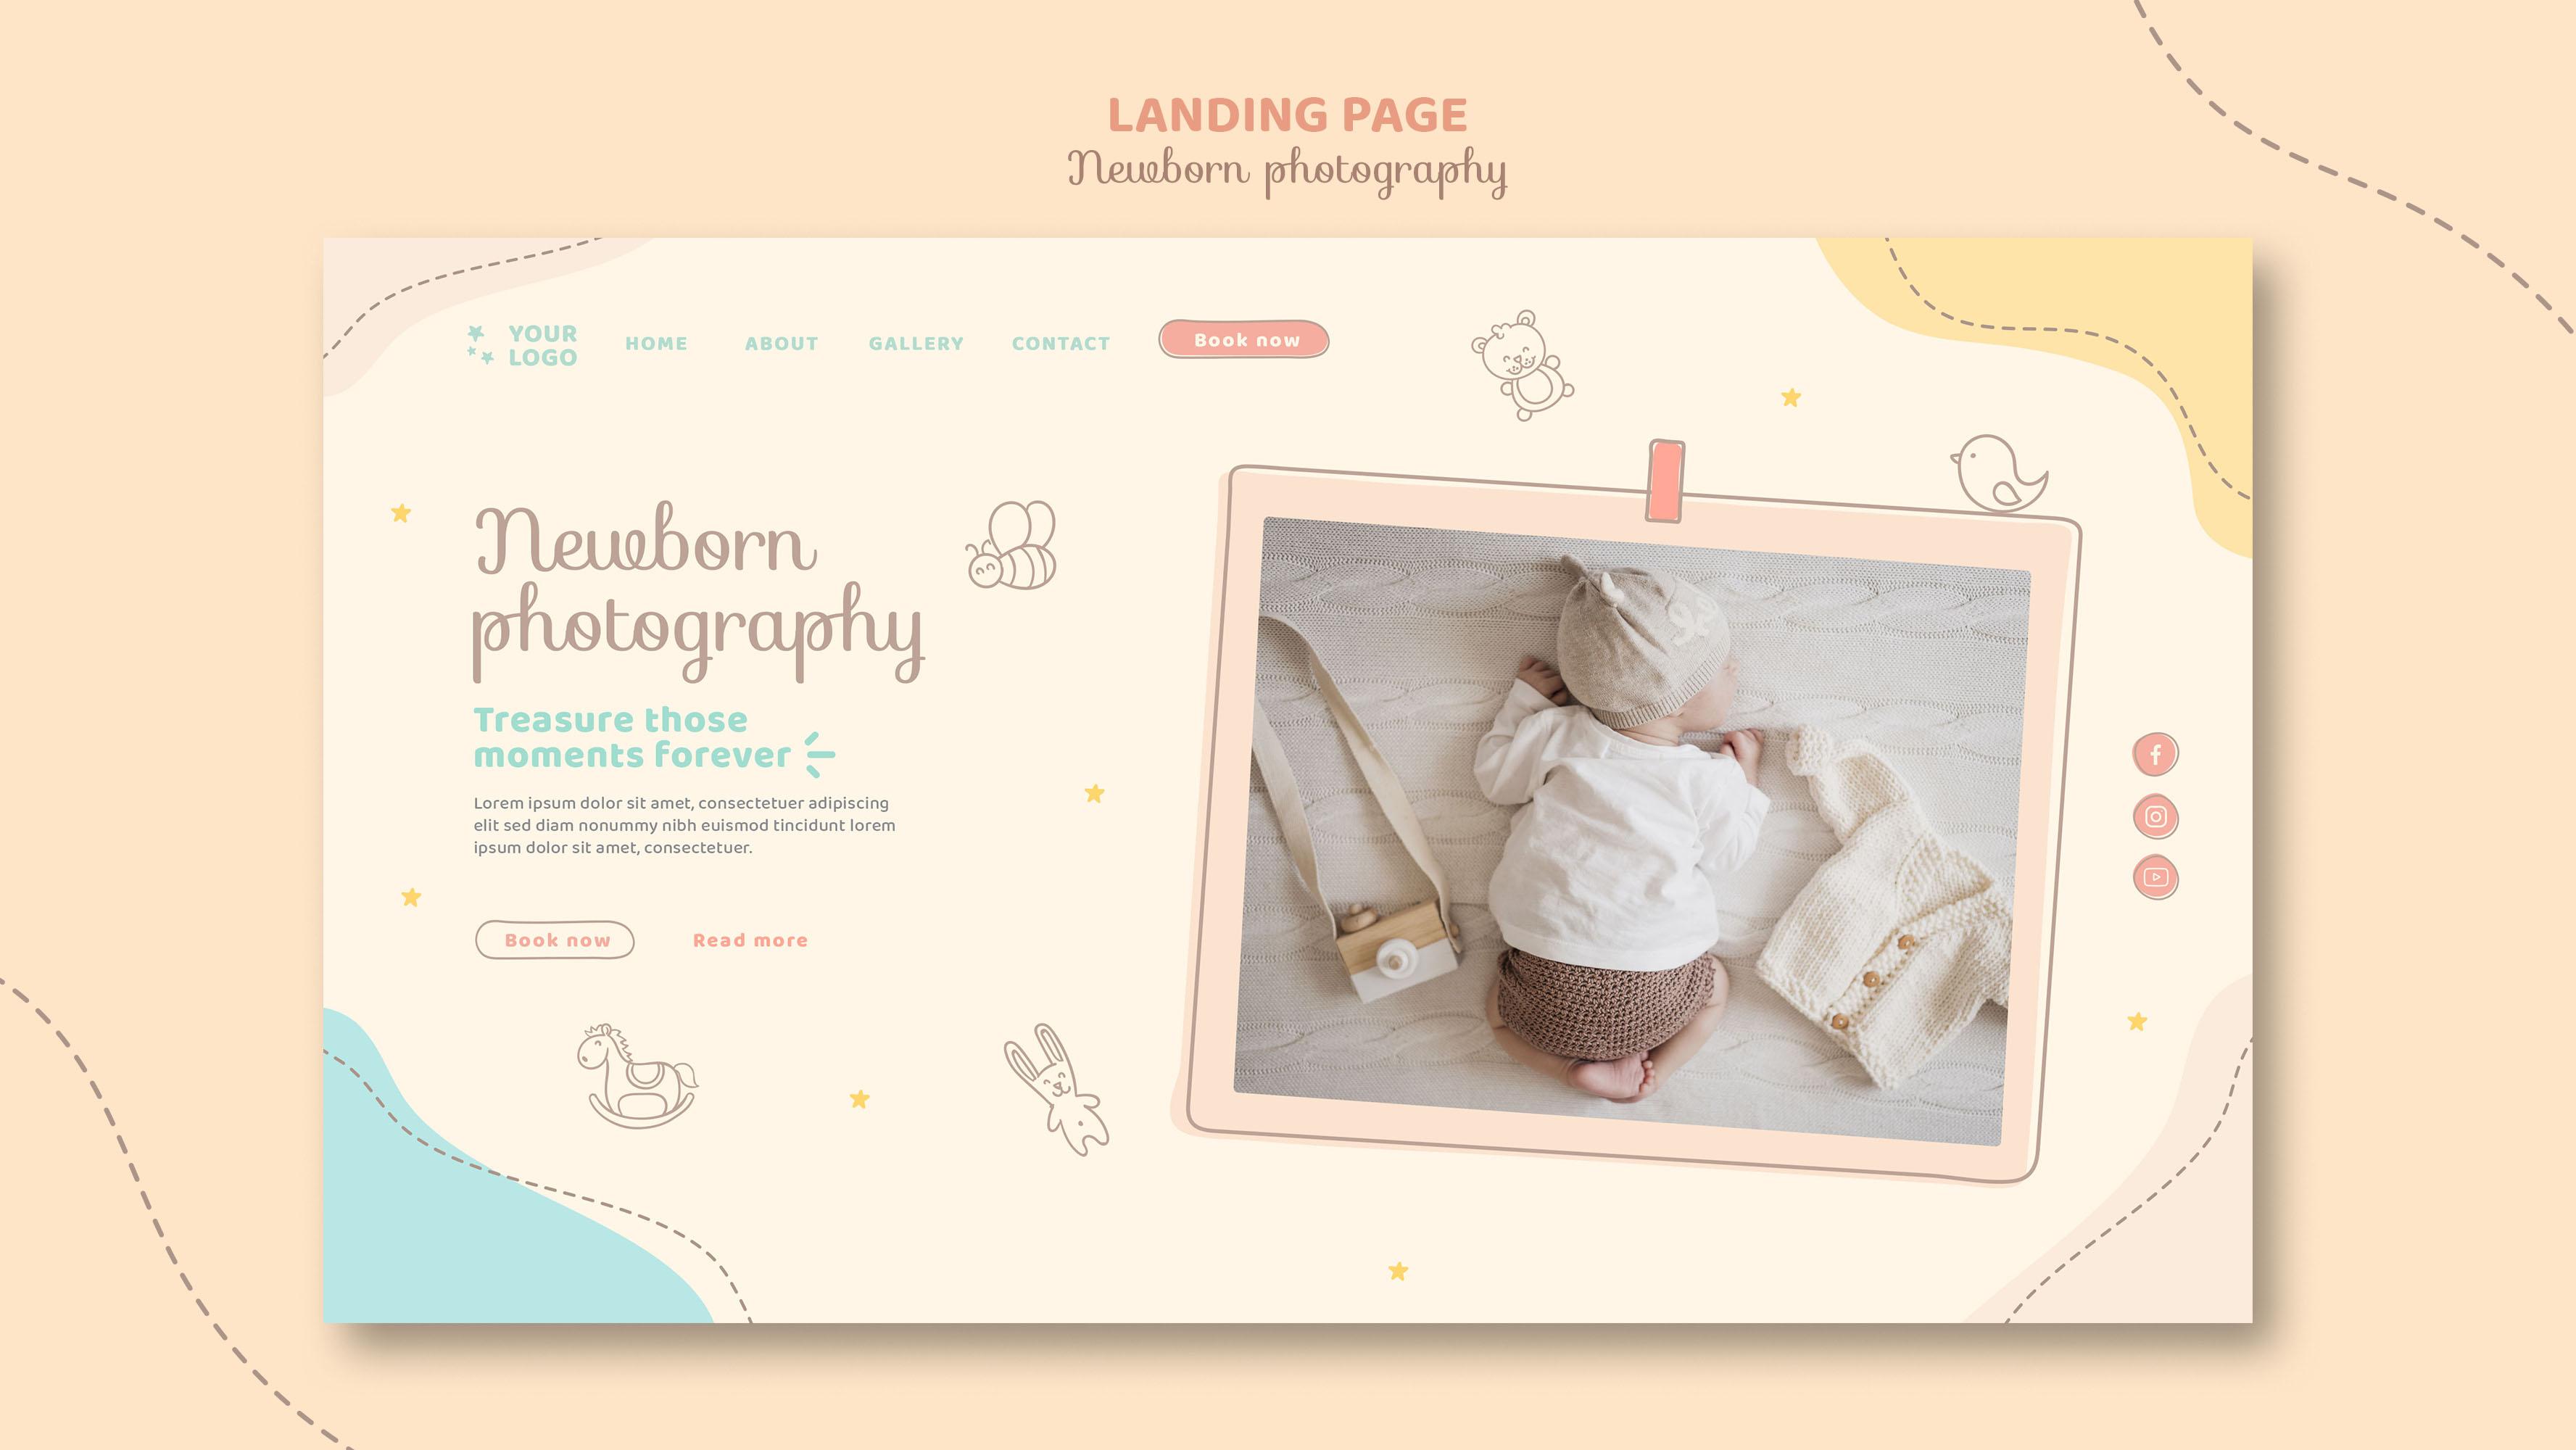 LANDING PAGE
Newborn photography
YOUR
LOGO
HOME
ABOUT
GALLERY
CONTACT
Book now
Newborn
photography
Treasure those
moments forever
Lorem ipsum dolor sit amet, consectetuer adipiscing
elit sed diam nonummy nibh euismod tincidunt lorem
ipsum dolor sit amet, consectetuer.
Book now
Read more